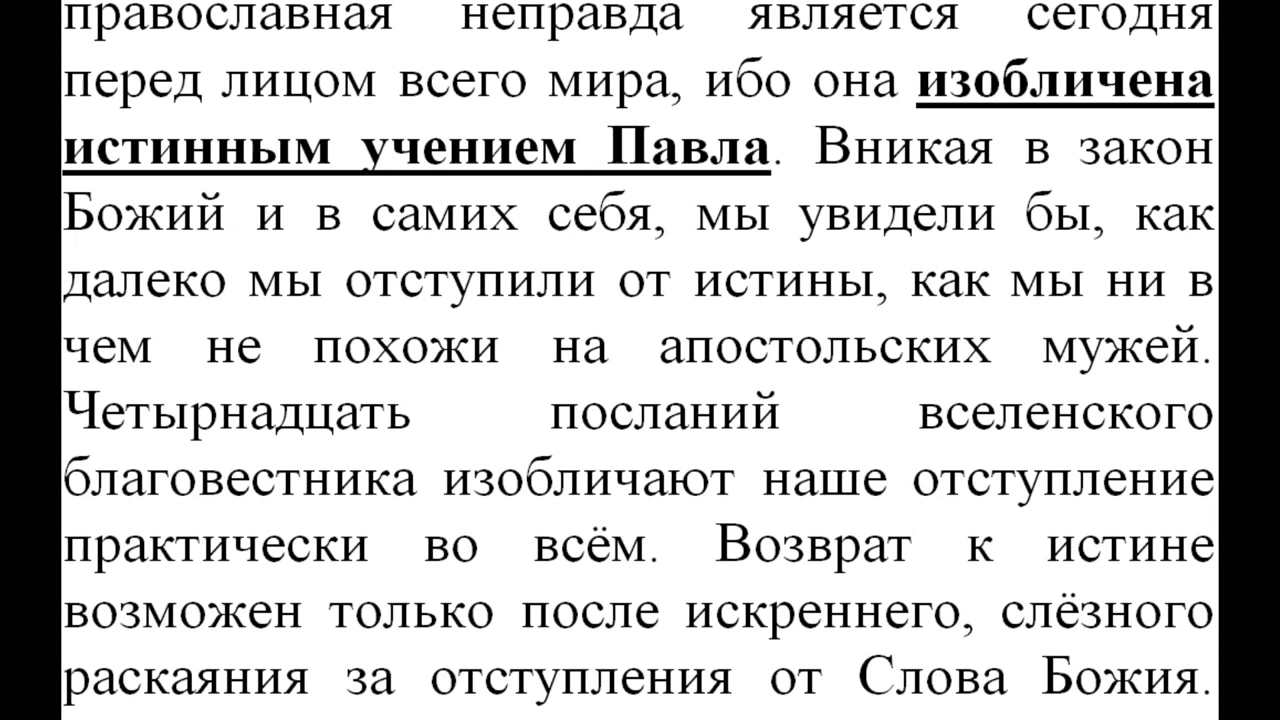 православная неправда является сегодня
перед лицом всего мира, ибо она изобличена
истинным учением Павла. Вникая в закон
Божий и в самих себя, мы увидели бы, как
далеко мы отступили от истины, как мы ни в
чем не похожи на апостольских мужей.
Четырнадцать посланий вселенского
благовестника изобличают наше отступление
практически во всём. Возврат к истине
возможен только после искреннего, слёзного
раскаяния за отступления от Слова Божия.